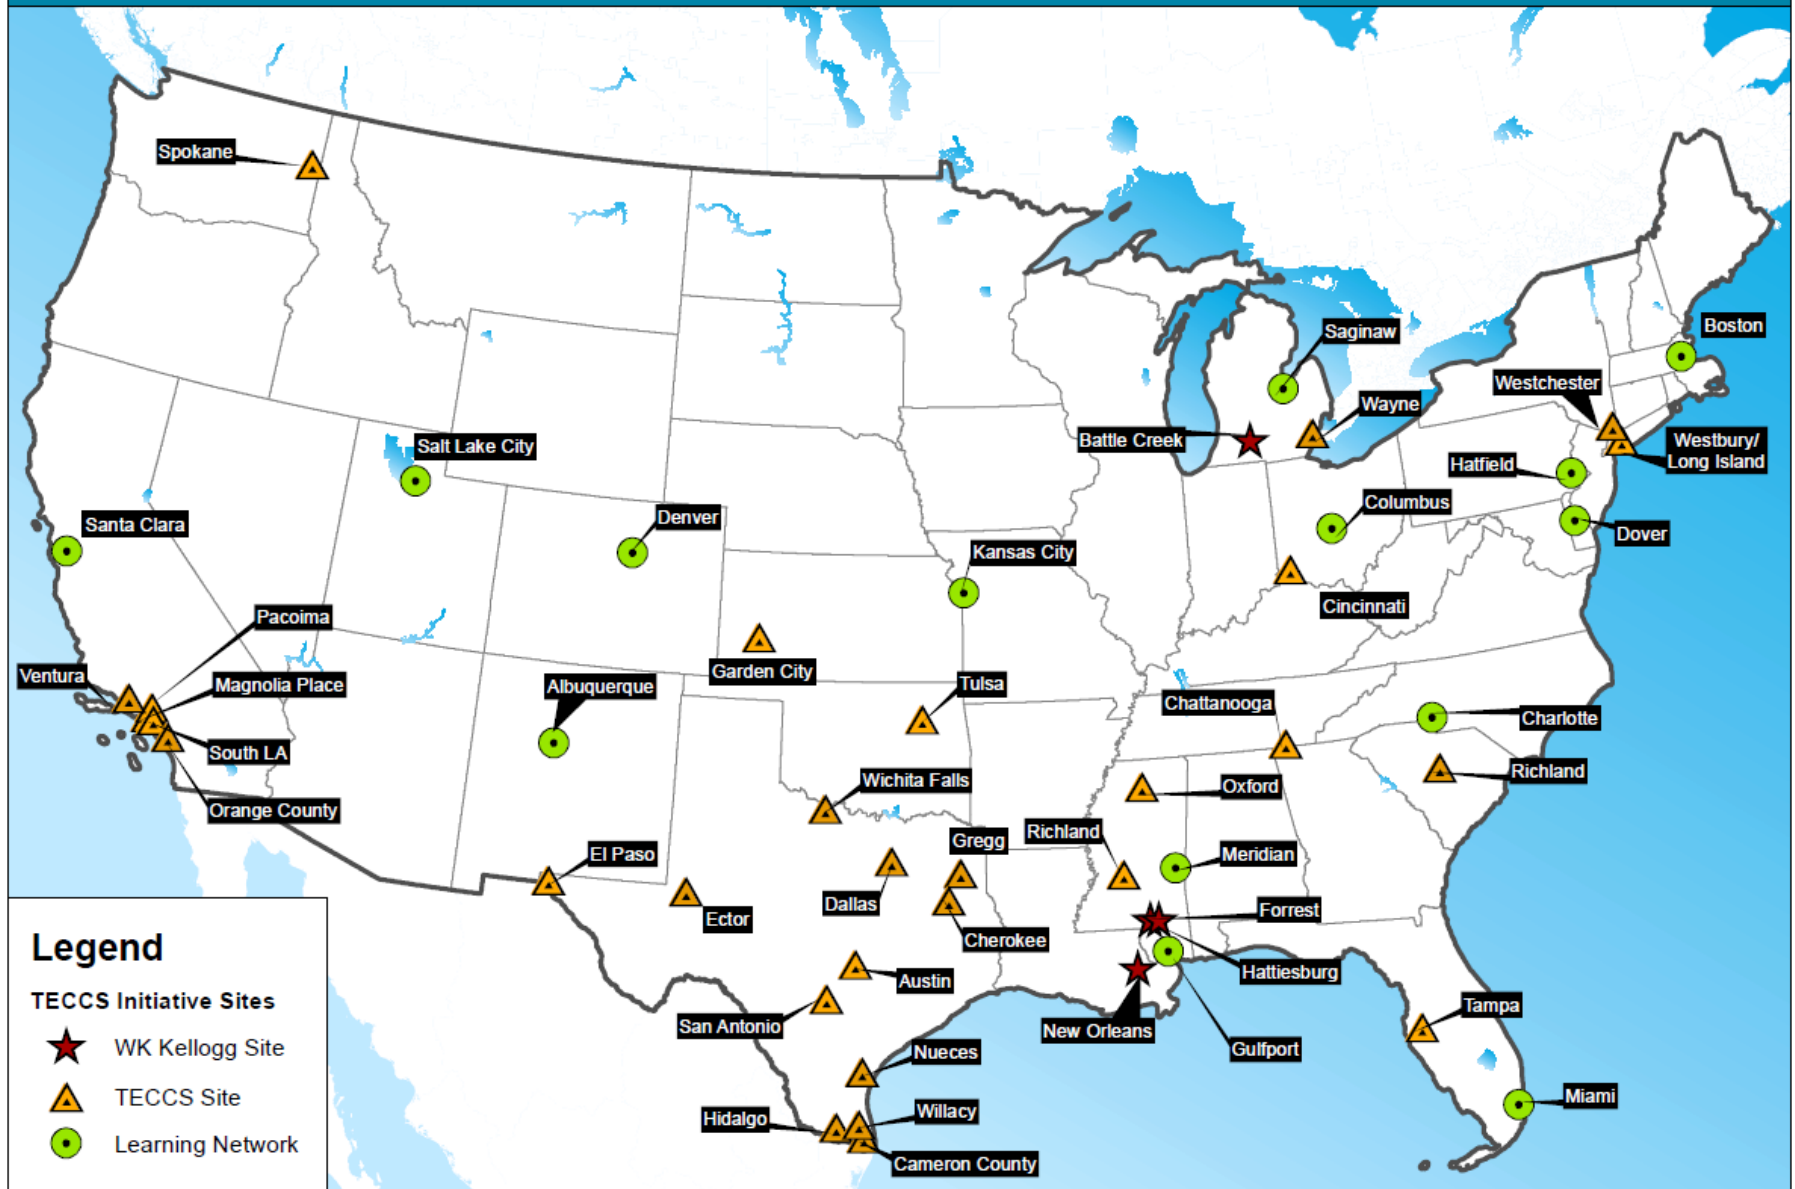 Spokane
Boston
Saginaw
Westchester
Wayne
Battle Creek
Westbury/
Long Island
Salt Lake City
Hatfield
Columbus
Santa Clara
Denver
Dover
Kansas City
Cincinnati
Pacoima
Ventura
Garden City
Magnolia Place
Albuquerque
Tulsa
Chattanooga
Charlotte
South LA
Richland
Wichita Falls
Oxford
Orange County
Richland
Gregg
El Paso
Meridian
Dallas
Ector
Forrest
Cherokee
Hattiesburg
Austin
Tampa
San Antonio
New Orleans
Gulfport
Nueces
Miami
Willacy
Hidalgo
Cameron County
Legend
TECCS Initiative Sites
WK Kellogg Site
TECCS Site
Learning Network